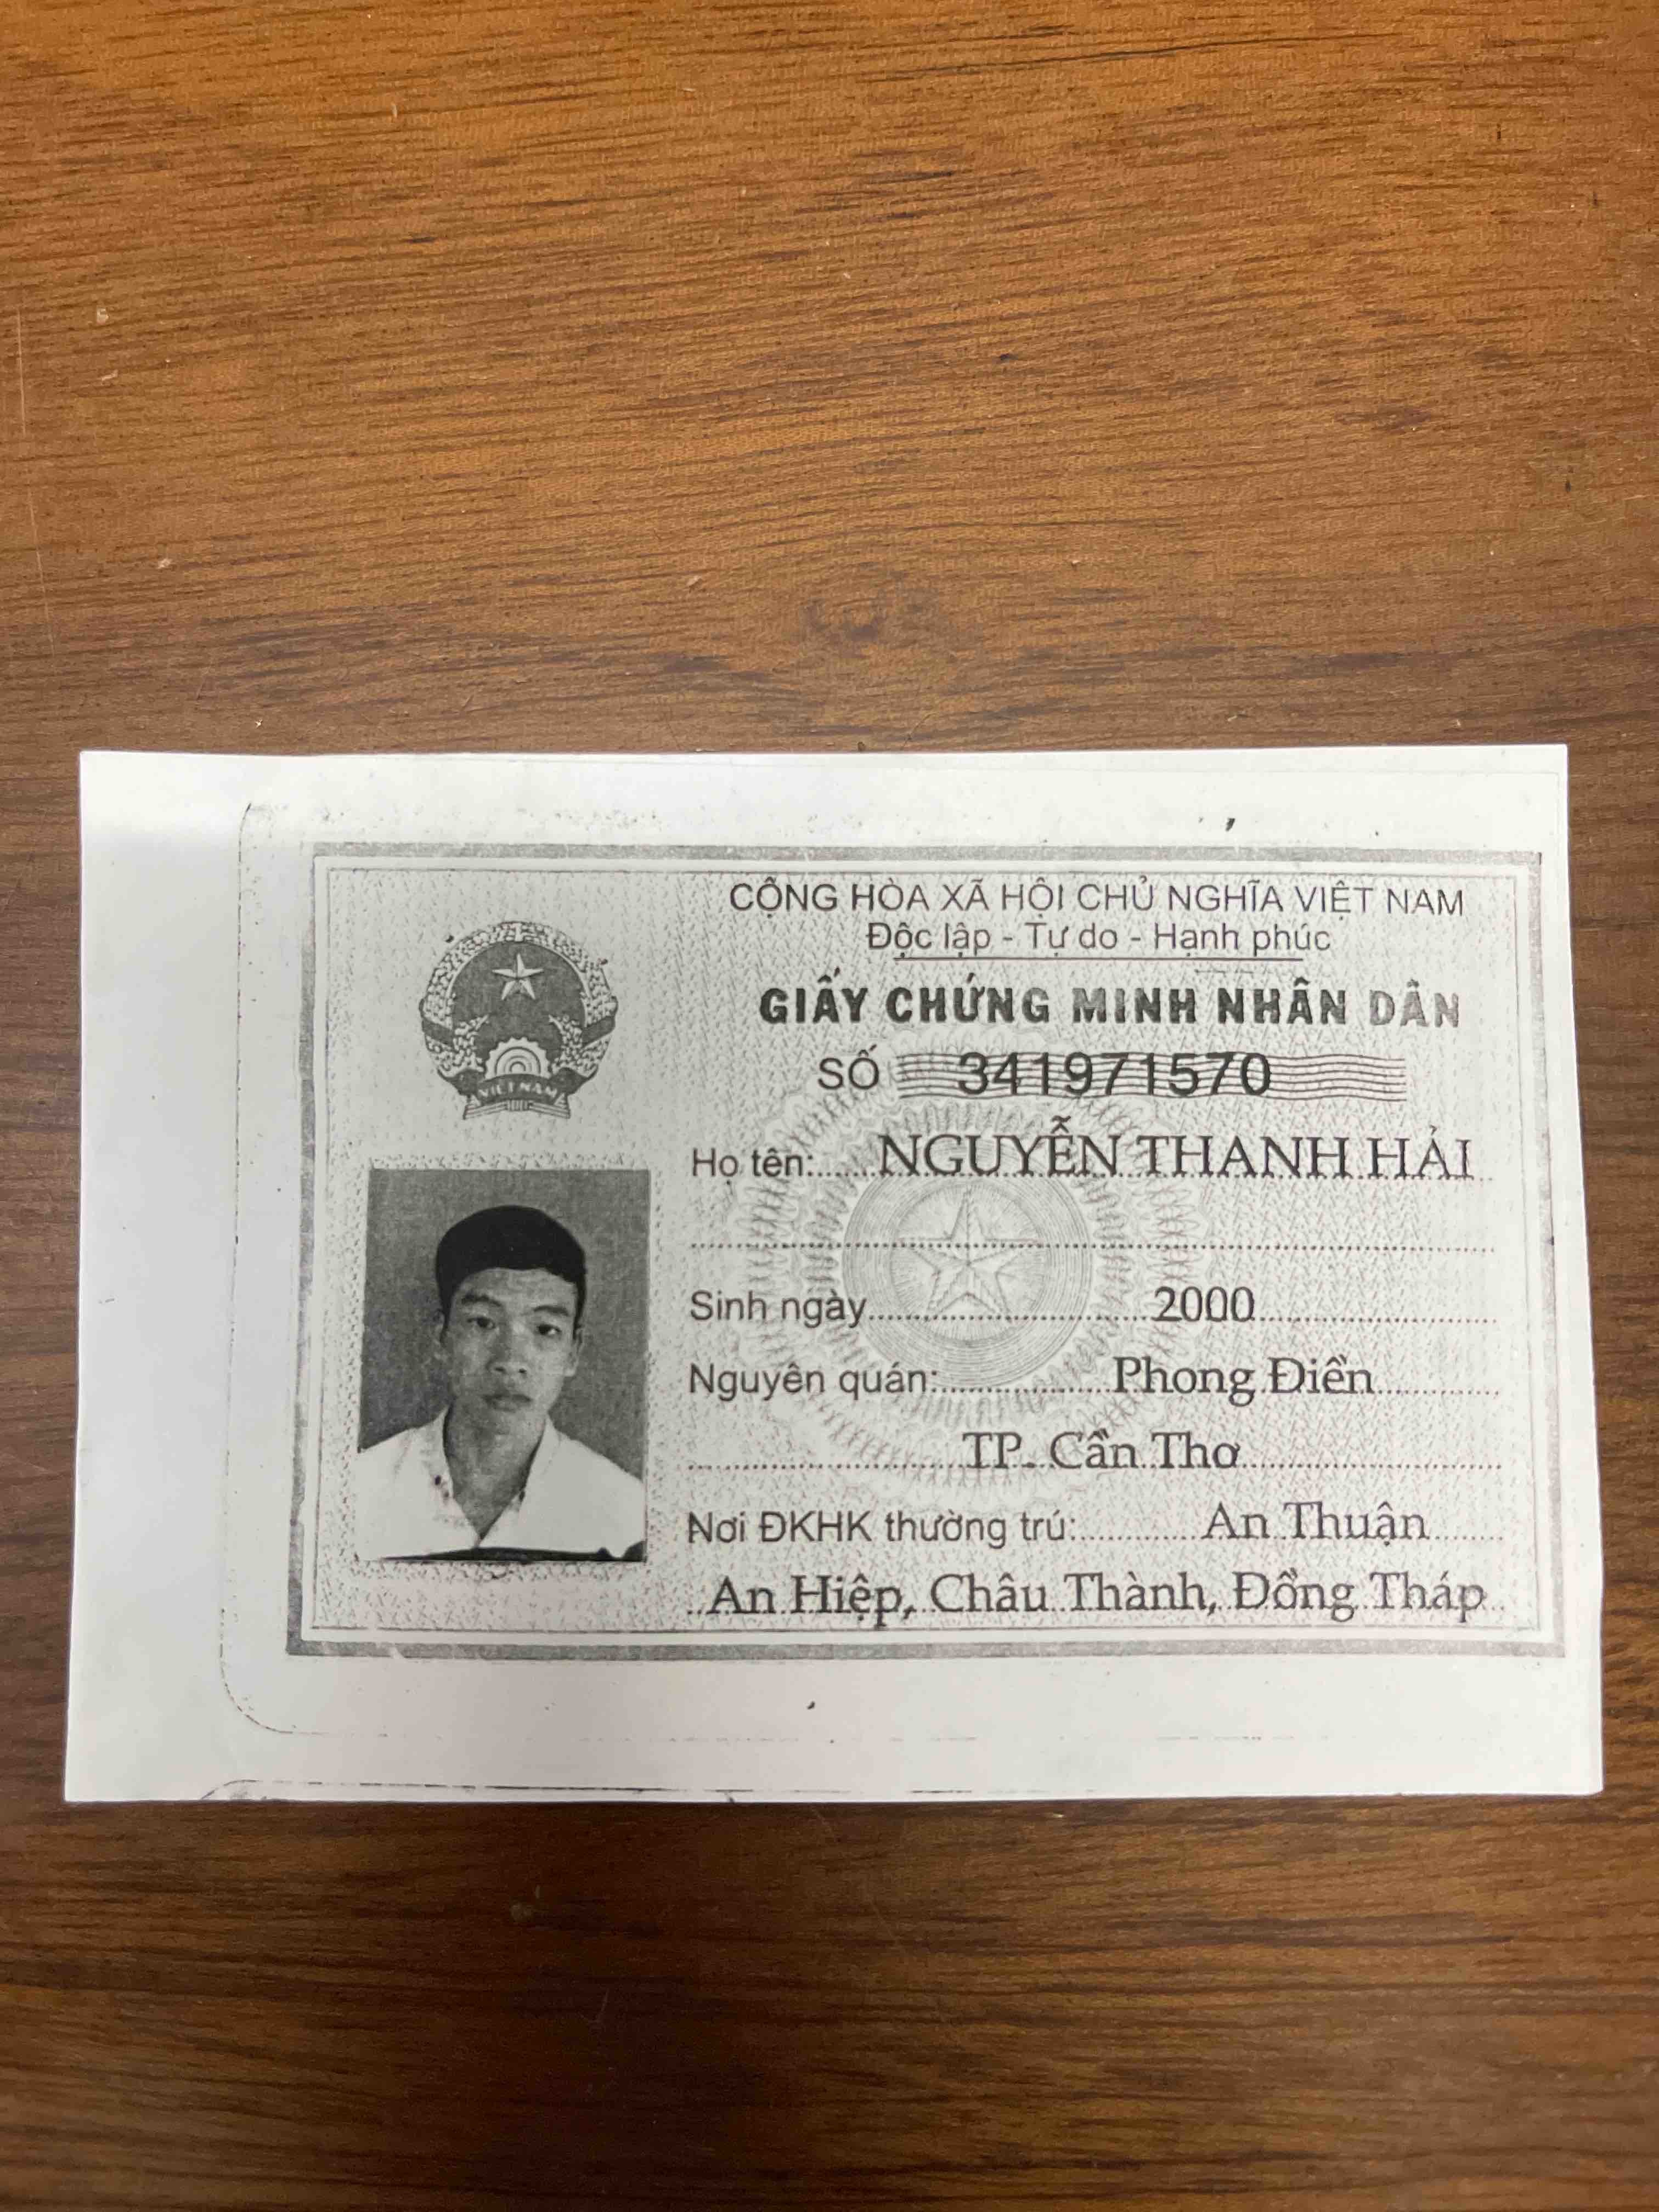 CỘNG HÒA XÃ HỘI CHỦ NGHĨA VIỆT NAM
Độc lập - Tự do - Hạnh phúc
GIẤY CHỨNG MINH NHÂN DÂN
SỐ 341971570
VIỆT NAM
Họ tên: NGUYỄN THANH HẢI
Sinh ngày 2000
Nguyên quán: Phong Điền
TP. Cần Thơ
Nơi ĐKHK thường trú: An Thuận
An Hiệp, Châu Thành, Đồng Tháp